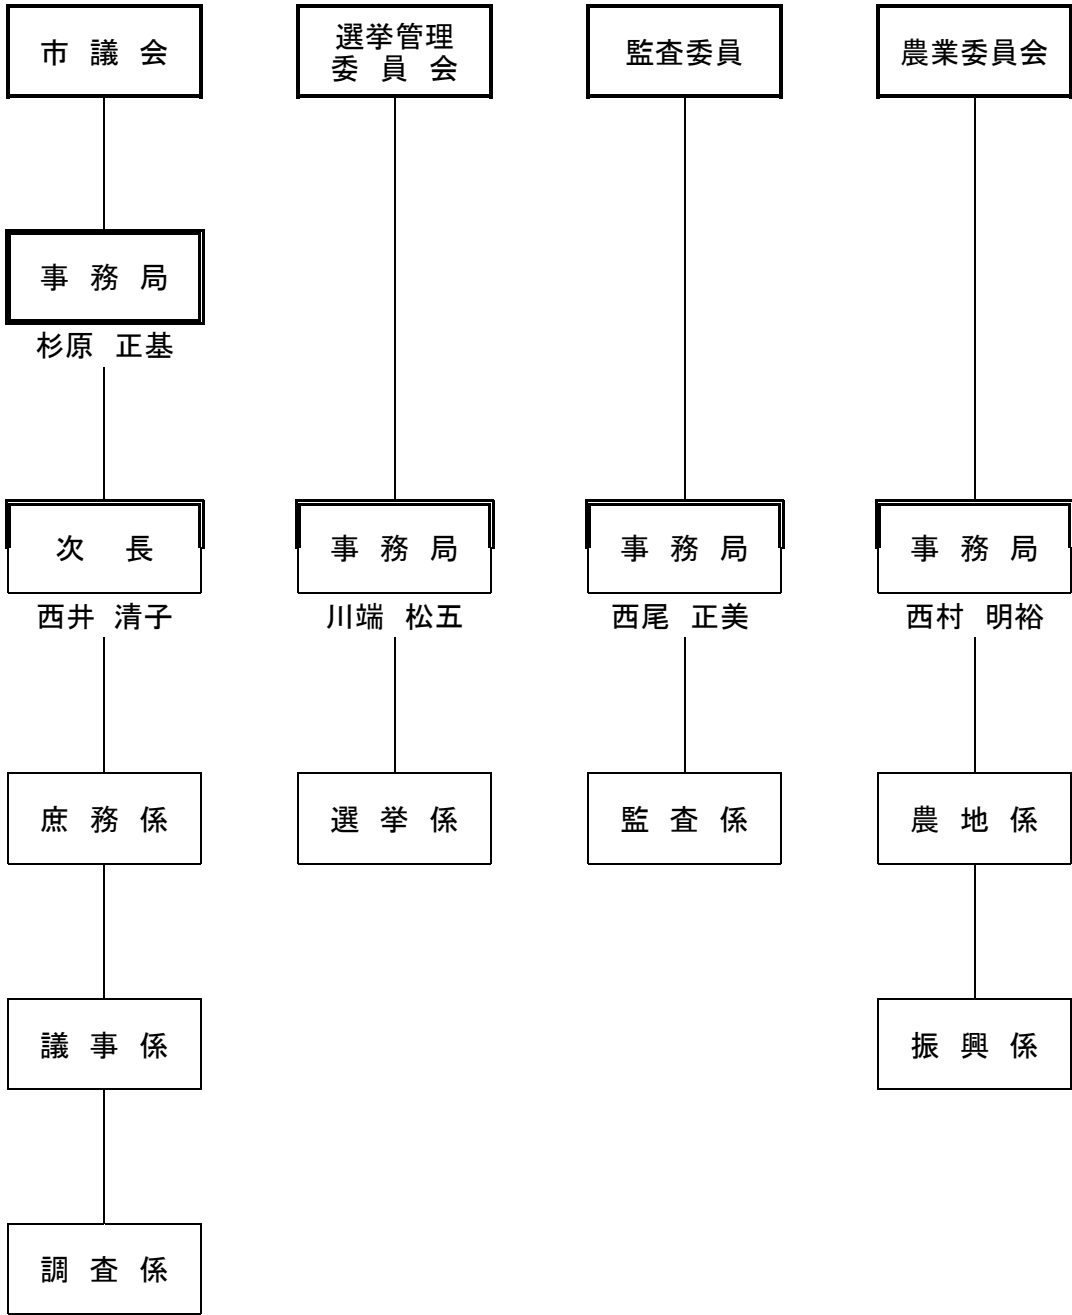 市 議 会
選挙管理
委 員 会
監査委員
農業委員会
事 務 局
杉原 正基
次 長
西井 清子
事 務 局
川端 松五
事 務 局
西尾 正美
事 務 局
西村 明裕
庶 務 係
選 挙 係
監 査 係
農 地 係
議 事 係
振 興 係
調 査 係